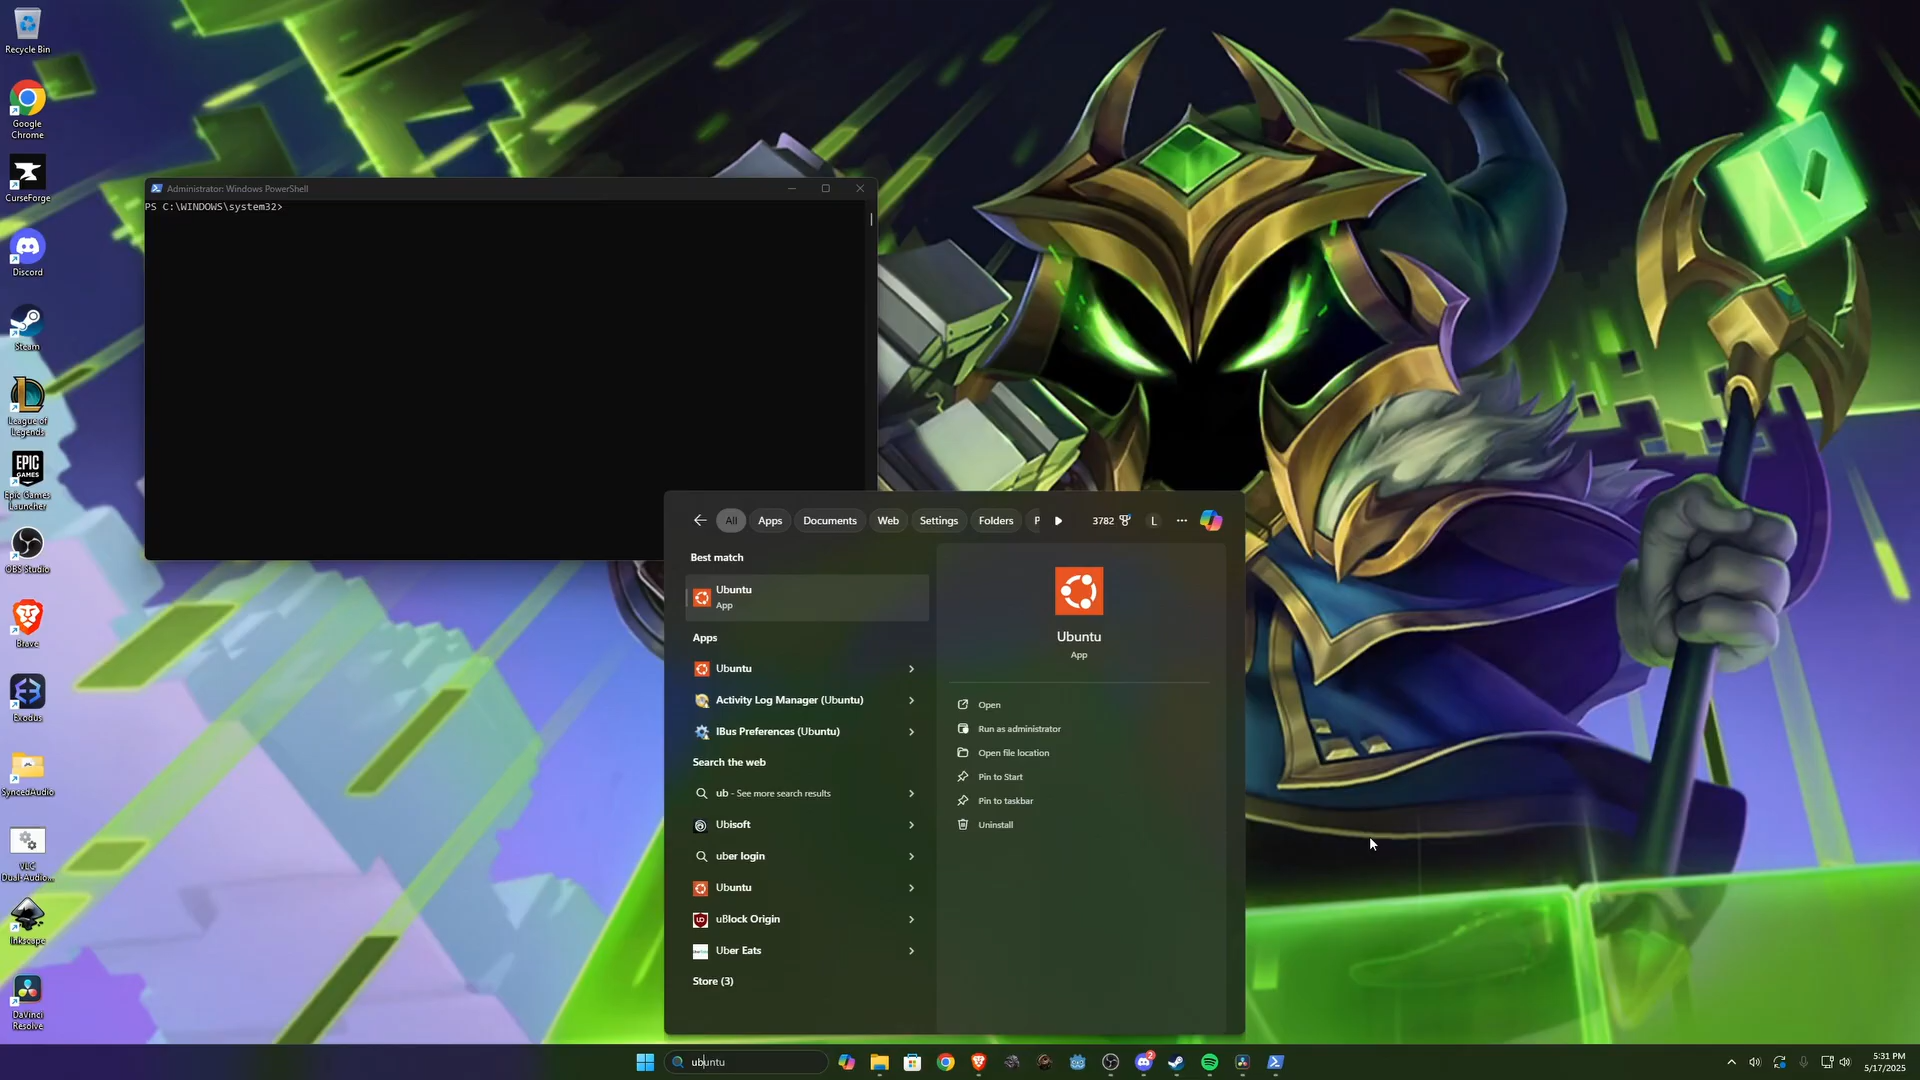 Recycle Bin
Google
Chrome
CurseForge
Discord
Steam
League of
Legends
EPIC
GAMES
Epic Games
Launcher
OBS Studio
Brave
Exodus
SyncedAudio
VLC
Dual-Audio...
Inkscape
DaVinci
Resolve
Administrator: Windows PowerShell
PS C:\WINDOWS\system32>
All
Apps
Documents
Web
Settings
Folders
P
3782
L
Best match
Ubuntu
App
Apps
Ubuntu
Activity Log Manager (Ubuntu)
IBus Preferences (Ubuntu)
Search the web
ub - See more search results
Ubisoft
uber login
Ubuntu
uBlock Origin
Uber Eats
Store (3)
Ubuntu
App
Open
Run as administrator
Open file location
Pin to Start
Pin to taskbar
Uninstall
ubuntu
2
5:31 PM
5/17/2025